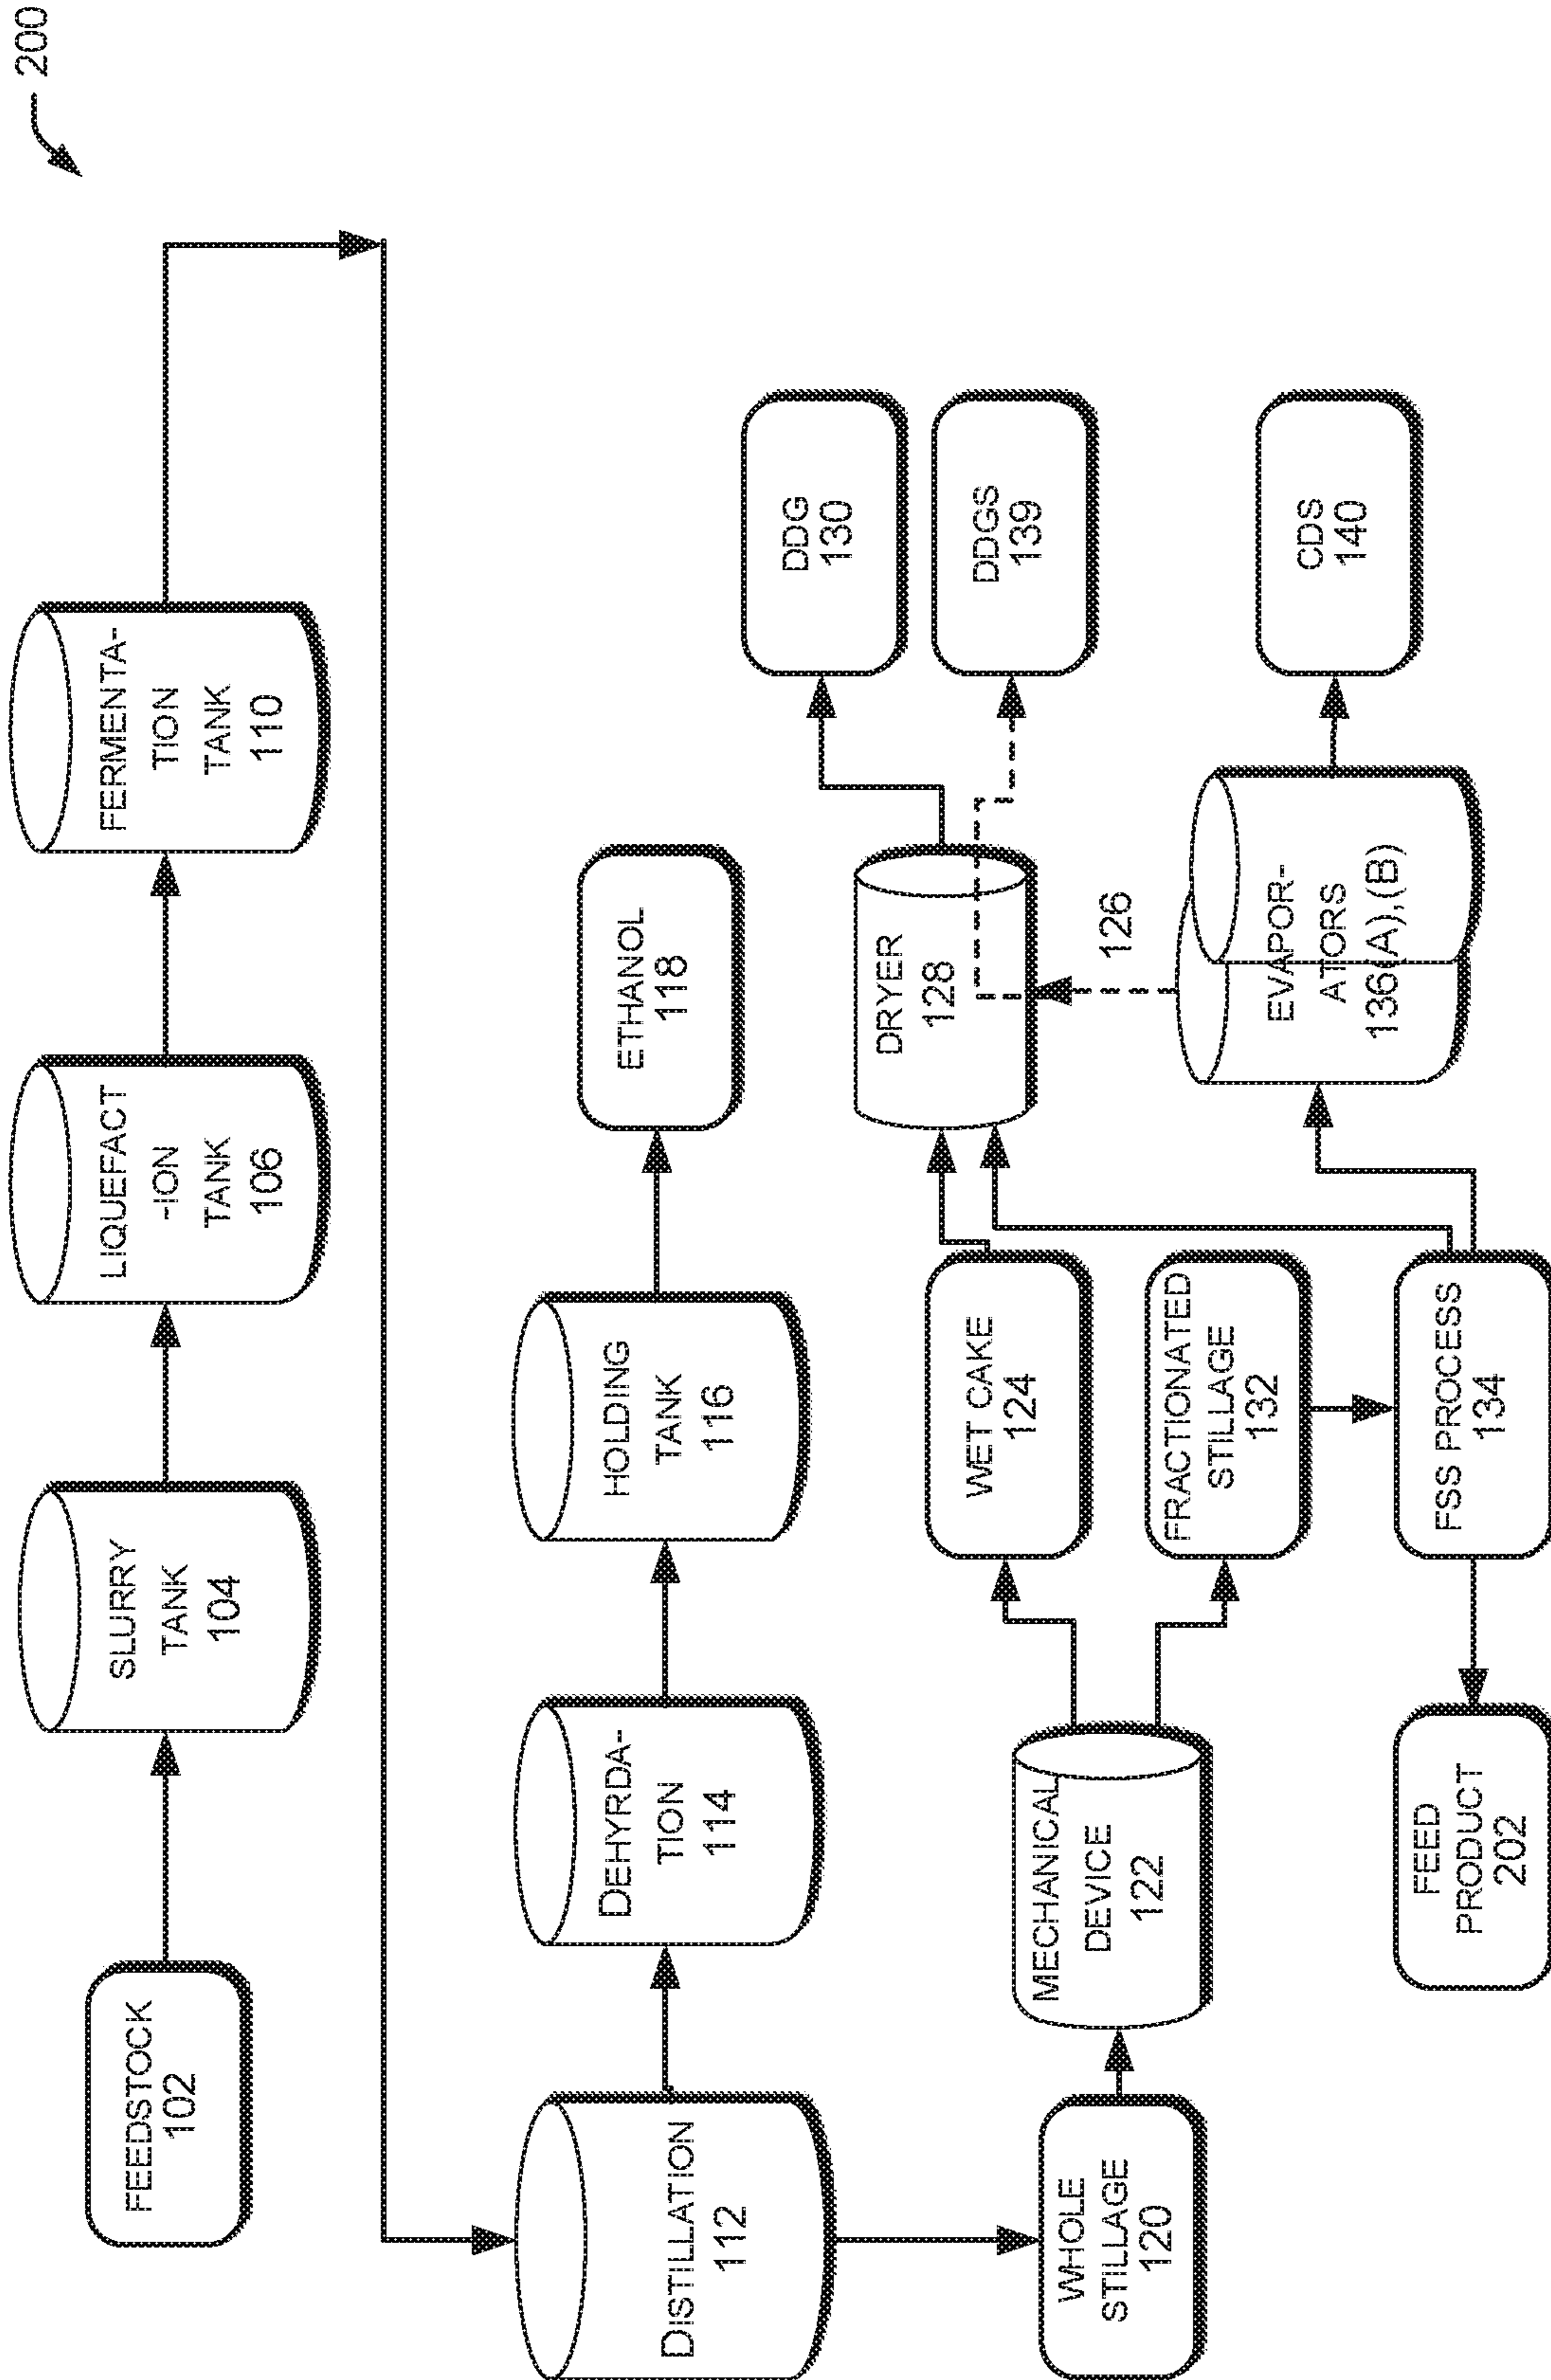 200
FEEDSTOCK
102
SLURRY
TANK
104
LIQUEFACT
-ION
TANK
106
FERMENTA-
TION
TANK
110
DISTILLATION
112
DEHYRDA-
TION
114
HOLDING
TANK
116
ETHANOL
118
WHOLE
STILLAGE
120
MECHANICAL
DEVICE
122
WET CAKE
124
FRACTIONATED
STILLAGE
132
DRYER
128
126
DDG
130
DDGS
139
EVAPOR-
ATORS
136(A),(B)
CDS
140
FSS PROCESS
134
FEED
PRODUCT
202